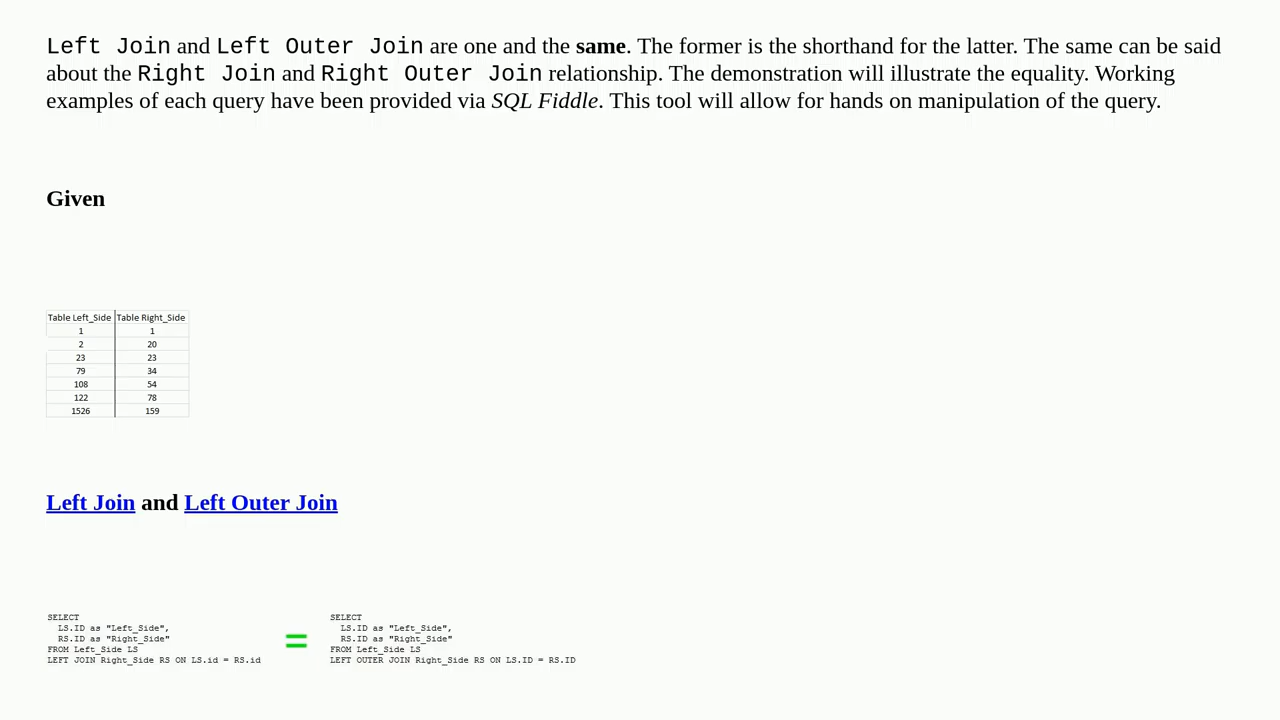 Left Join and Left Outer Join are one and the same. The former is the shorthand for the latter. The same can be said
about the Right Join and Right Outer Join relationship. The demonstration will illustrate the equality. Working
examples of each query have been provided via SQL Fiddle. This tool will allow for hands on manipulation of the query.
Given
Table Left_Side Table Right_Side
1 1
2 20
23 23
79 34
108 54
122 78
1526 159
Left Join and Left Outer Join
SELECT
LS.ID as "Left_Side",
RS.ID as "Right_Side"
FROM Left_Side LS
LEFT JOIN Right_Side RS ON LS.id = RS.id
=
SELECT
LS.ID as "Left_Side",
RS.ID as "Right_Side"
FROM Left_Side LS
LEFT OUTER JOIN Right_Side RS ON LS.ID = RS.ID